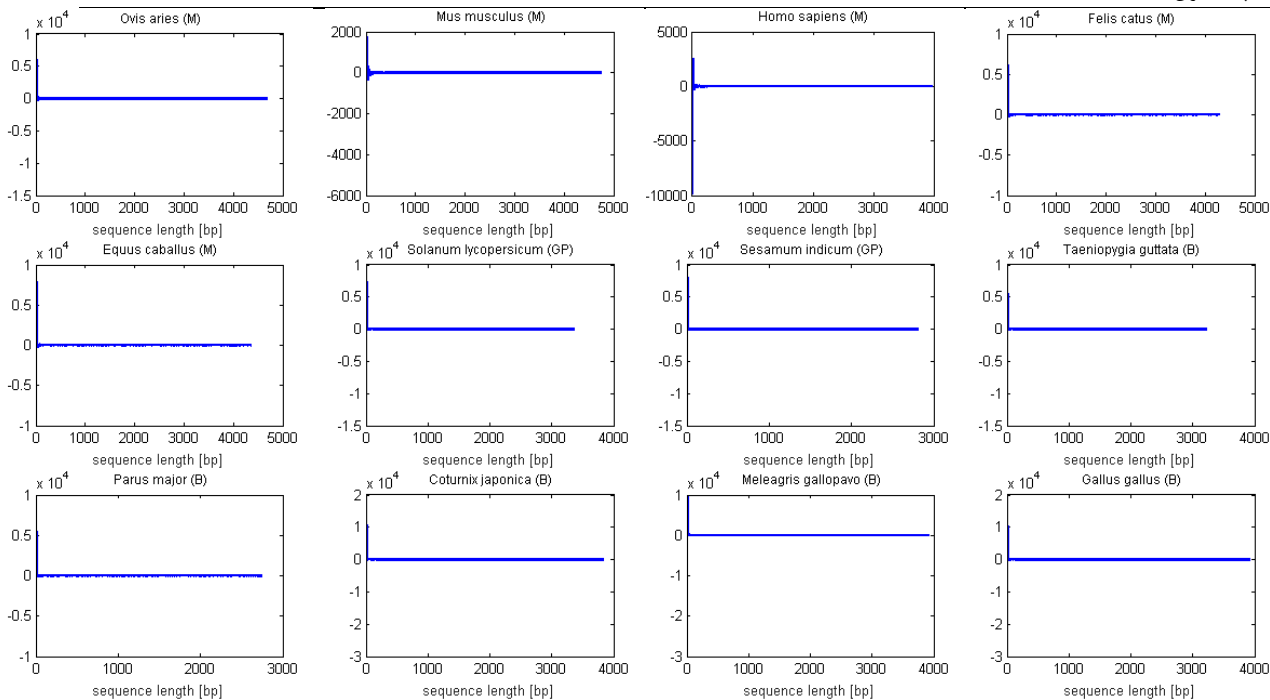 Ovis aries (M)
Mus musculus (M)
Homo sapiens (M)
Felis catus (M)
x 10^4
1
0.5
0
-0.5
-1
-1.5
0 1000 2000 3000 4000 5000
sequence length [bp]
2000
0
-2000
-4000
-6000
0 1000 2000 3000 4000 5000
sequence length [bp]
5000
0
-5000
-10000
0 1000 2000 3000 4000
sequence length [bp]
x 10^4
1
0.5
0
-0.5
-1
0 1000 2000 3000 4000 5000
sequence length [bp]
Equus caballus (M)
x 10^4
1
0.5
0
-0.5
-1
0 1000 2000 3000 4000 5000
sequence length [bp]
Solanum lycopersicum (GP)
x 10^4
1
0.5
0
-0.5
-1
-1.5
0 1000 2000 3000 4000
sequence length [bp]
Sesamum indicum (GP)
x 10^4
1
0.5
0
-0.5
-1
-1.5
0 1000 2000 3000
sequence length [bp]
Taeniopygia guttata (B)
x 10^4
1
0.5
0
-0.5
-1
-1.5
0 1000 2000 3000 4000
sequence length [bp]
Parus major (B)
x 10^4
1
0.5
0
-0.5
-1
0 1000 2000 3000
sequence length [bp]
Coturnix japonica (B)
x 10^4
2
1
0
-1
-2
-3
0 1000 2000 3000 4000
sequence length [bp]
Meleagris gallopavo (B)
x 10^4
1
0
-1
-2
-3
0 1000 2000 3000 4000
sequence length [bp]
Gallus gallus (B)
x 10^4
2
1
0
-1
-2
-3
0 1000 2000 3000 4000
sequence length [bp]